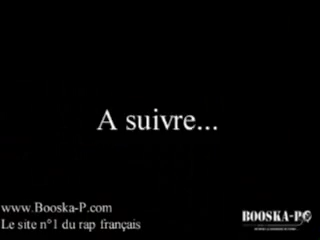 A suivre...
www.Booska-P.com
Le site n°1 du rap français
BOOSKA-P